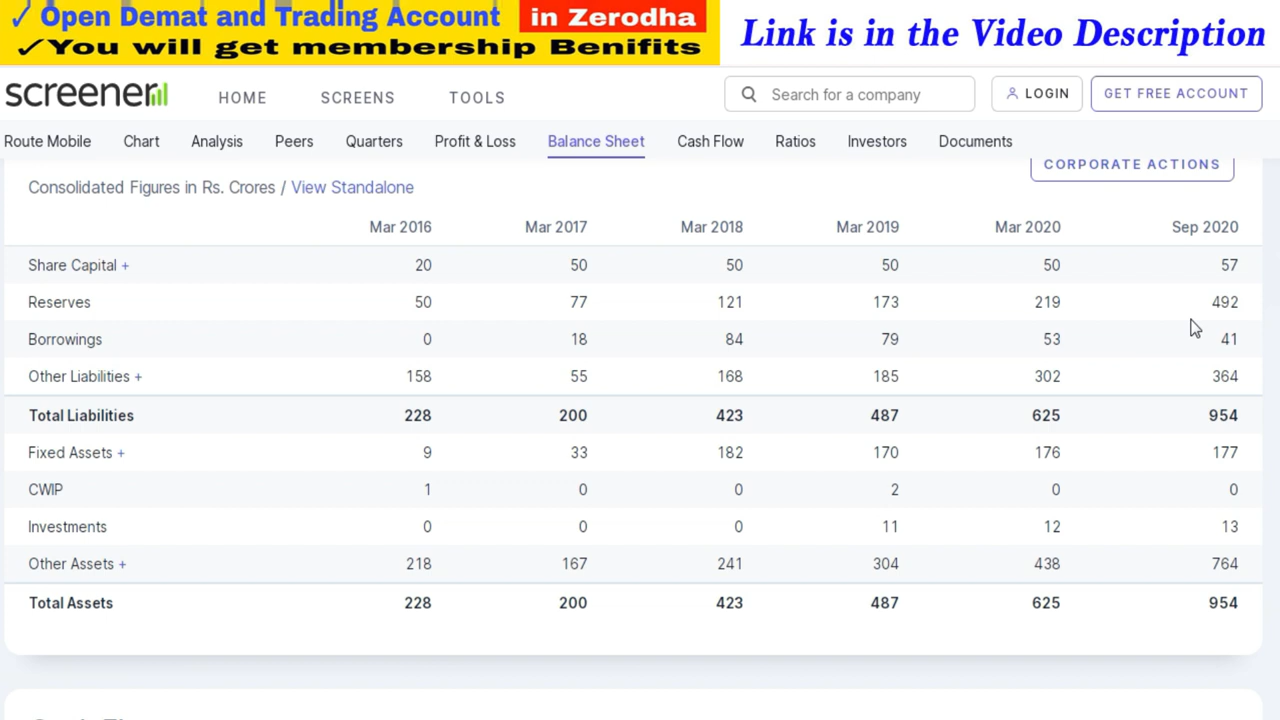 ✓ Open Demat and Trading Account in Zerodha
✓You will get membership Benifits
Link is in the Video Description
screener
HOME SCREENS TOOLS
Search for a company
LOGIN
GET FREE ACCOUNT
Route Mobile Chart Analysis Peers Quarters Profit & Loss Balance Sheet Cash Flow Ratios Investors Documents
CORPORATE ACTIONS
Consolidated Figures in Rs. Crores / View Standalone
Mar 2016 Mar 2017 Mar 2018 Mar 2019 Mar 2020 Sep 2020
Share Capital + 20 50 50 50 50 57
Reserves 50 77 121 173 219 492
Borrowings 0 18 84 79 53 41
Other Liabilities + 158 55 168 185 302 364
Total Liabilities 228 200 423 487 625 954
Fixed Assets + 9 33 182 170 176 177
CWIP 1 0 0 2 0 0
Investments 0 0 0 11 12 13
Other Assets + 218 167 241 304 438 764
Total Assets 228 200 423 487 625 954